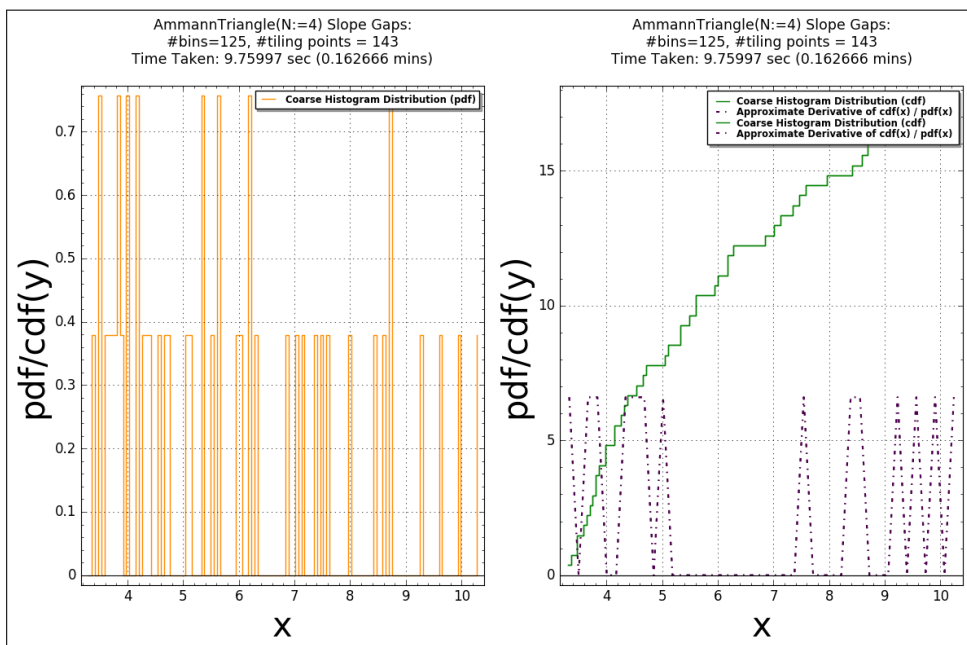 AmmannTriangle(N:=4) Slope Gaps:
#bins=125, #tiling points = 143
Time Taken: 9.75997 sec (0.162666 mins)
Coarse Histogram Distribution (pdf)
0.7
0.6
0.5
0.4
0.3
0.2
0.1
0
pdf/cdf(y)
4 5 6 7 8 9 10
x
AmmannTriangle(N:=4) Slope Gaps:
#bins=125, #tiling points = 143
Time Taken: 9.75997 sec (0.162666 mins)
Coarse Histogram Distribution (cdf)
Approximate Derivative of cdf(x) / pdf(x)
Coarse Histogram Distribution (cdf)
Approximate Derivative of cdf(x) / pdf(x)
15
10
5
0
pdf/cdf(y)
4 5 6 7 8 9 10
x